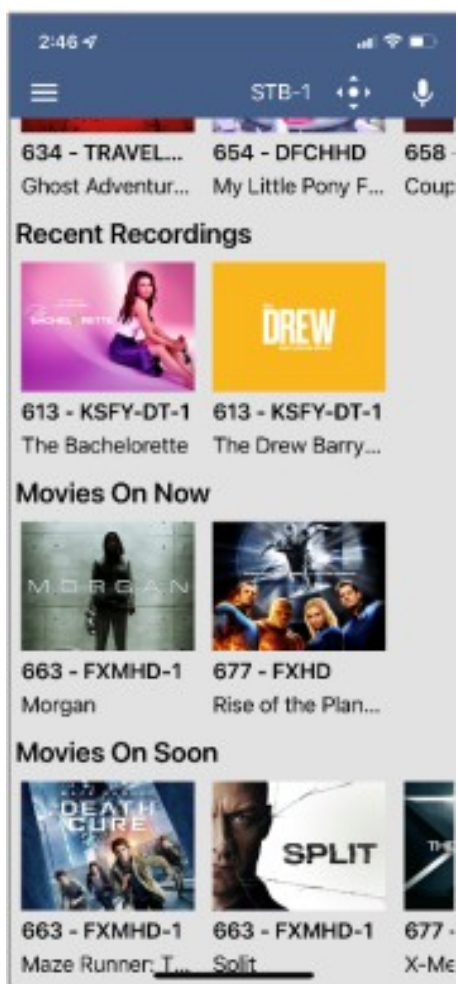 2:46
STB-1
634 - TRAVEL...
654 - DFCHHD
658 -
Ghost Adventur...
My Little Pony F...
Coup
Recent Recordings
BACHELORETTE
DREW
613 - KSFY-DT-1
613 - KSFY-DT-1
The Bachelorette
The Drew Barry...
Movies On Now
MORGAN
663 - FXMHD-1
677 - FXHD
Morgan
Rise of the Plan...
Movies On Soon
DEATH
CURE
SPLIT
TH
663 - FXMHD-1
663 - FXMHD-1
677 -
Maze Runner: T...
Split
X-Me